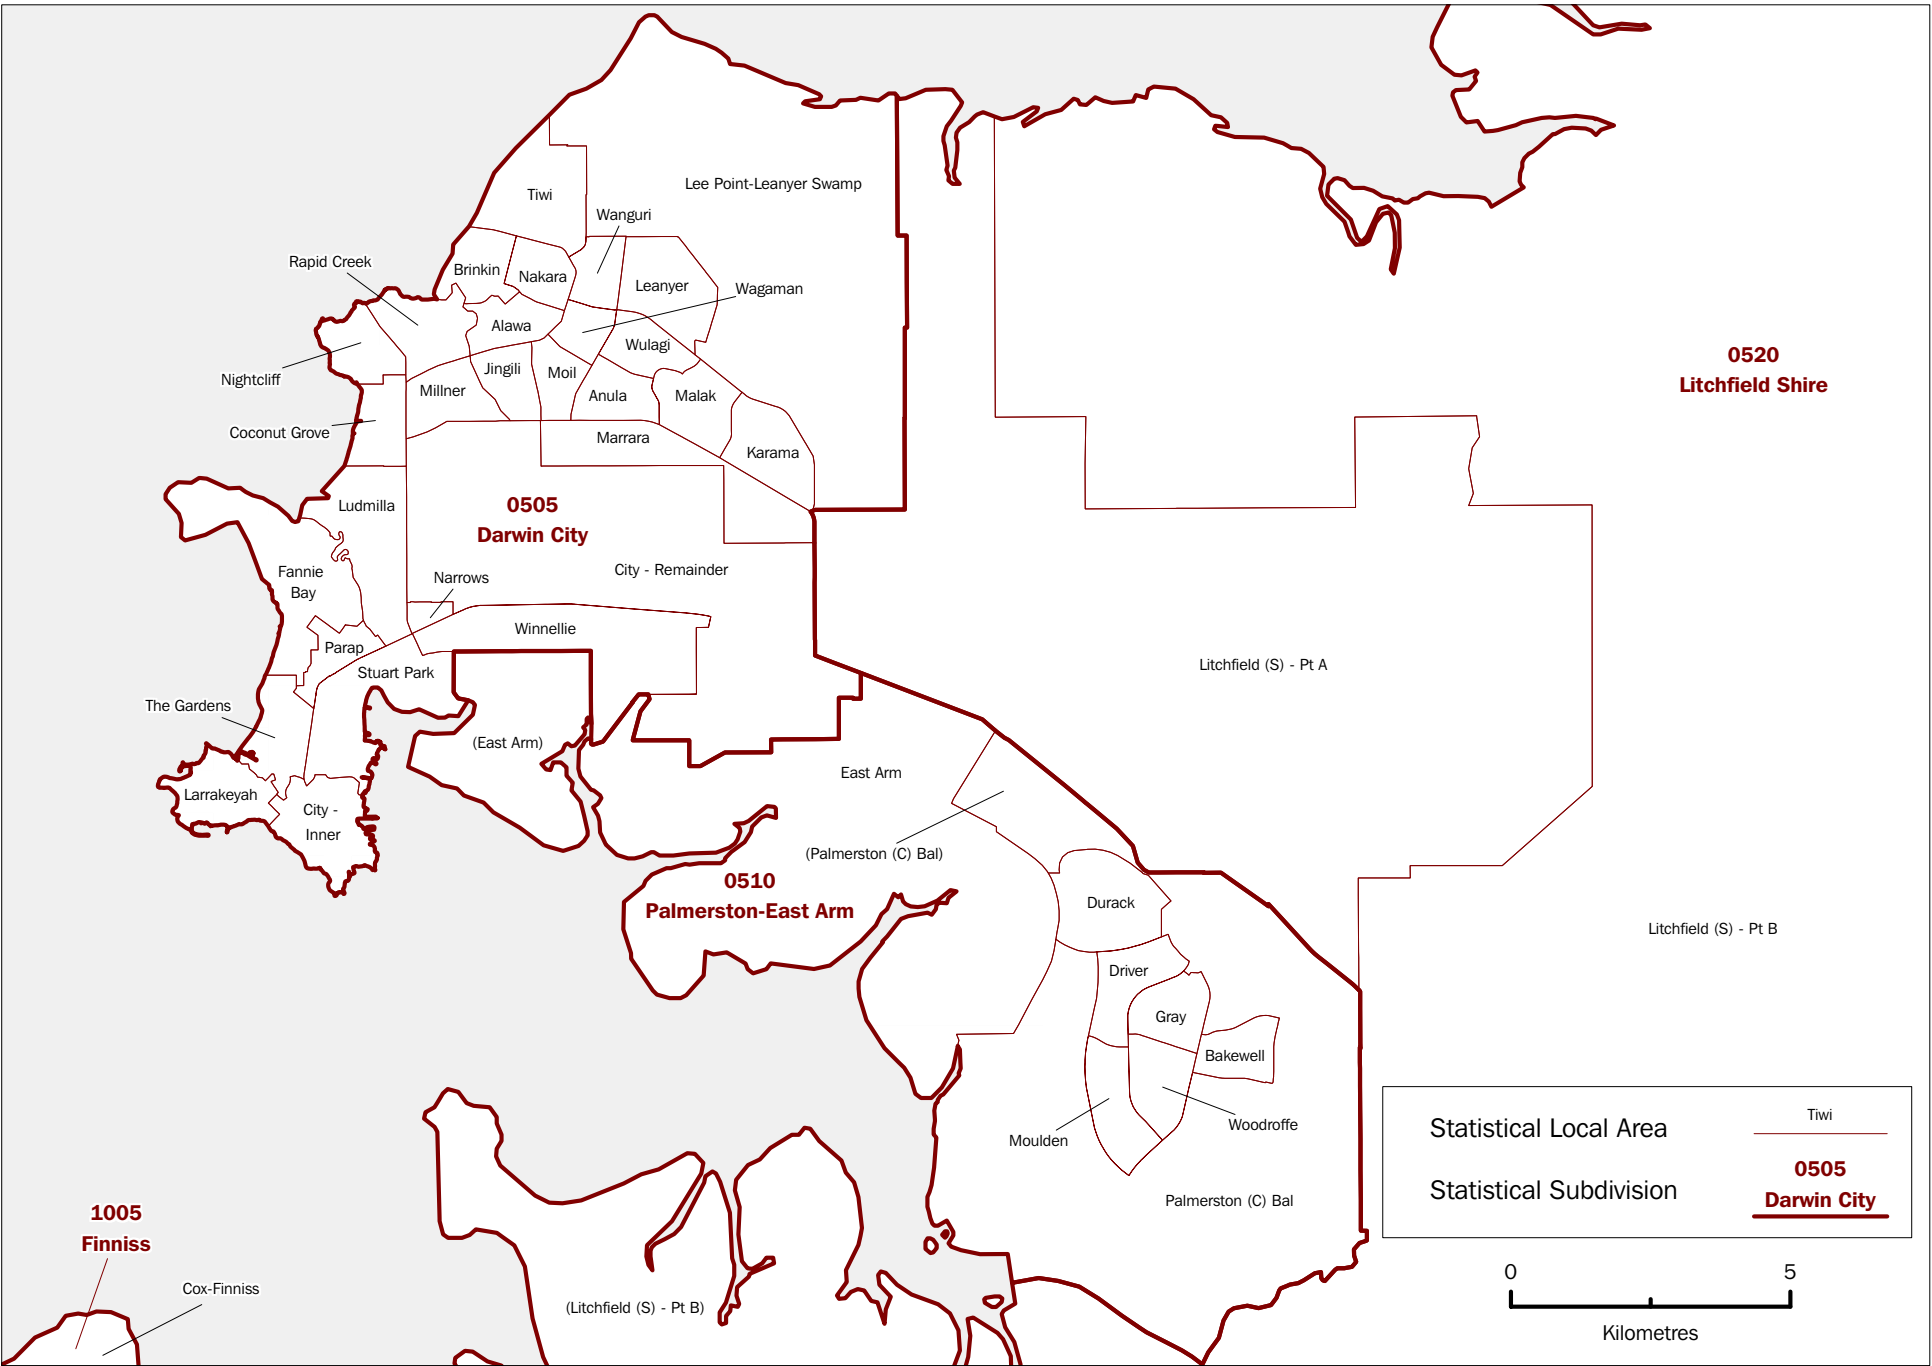 Tiwi
Lee Point-Leanyer Swamp
Wanguri
Rapid Creek
Brinkin
Nakara
Leanyer
Wagaman
Alawa
Wulagi
Nightcliff
Jingili
Moil
Millner
Anula
Malak
Coconut Grove
Marrara
Karama
0520
Litchfield Shire
Ludmilla
0505
Darwin City
Fannie
Bay
Narrows
City - Remainder
Winnellie
Parap
Stuart Park
Litchfield (S) - Pt A
The Gardens
(East Arm)
East Arm
Larrakeyah
City -
Inner
(Palmerston (C) Bal)
0510
Palmerston-East Arm
Durack
Litchfield (S) - Pt B
Driver
Gray
Bakewell
Moulden
Woodroffe
Palmerston (C) Bal
1005
Finniss
Cox-Finniss
(Litchfield (S) - Pt B)
Statistical Local Area
Tiwi
Statistical Subdivision
0505
Darwin City
0 5
Kilometres